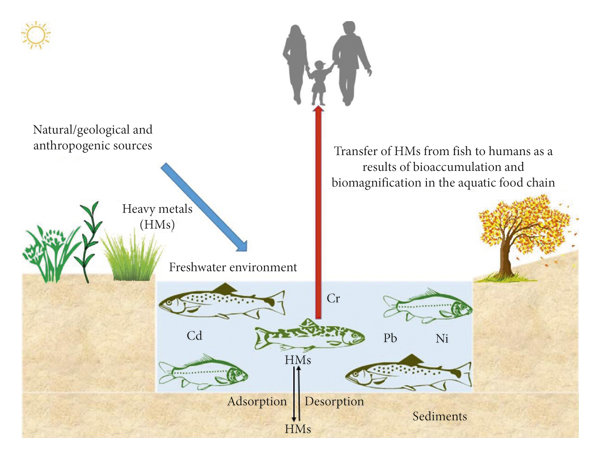 Natural/geological and
anthropogenic sources
Transfer of HMs from fish to humans as a
results of bioaccumulation and
biomagnification in the aquatic food chain
Heavy metals
(HMs)
Freshwater environment
Cr
Cd
Pb
Ni
HMs
Adsorption
Desorption
Sediments
HMs